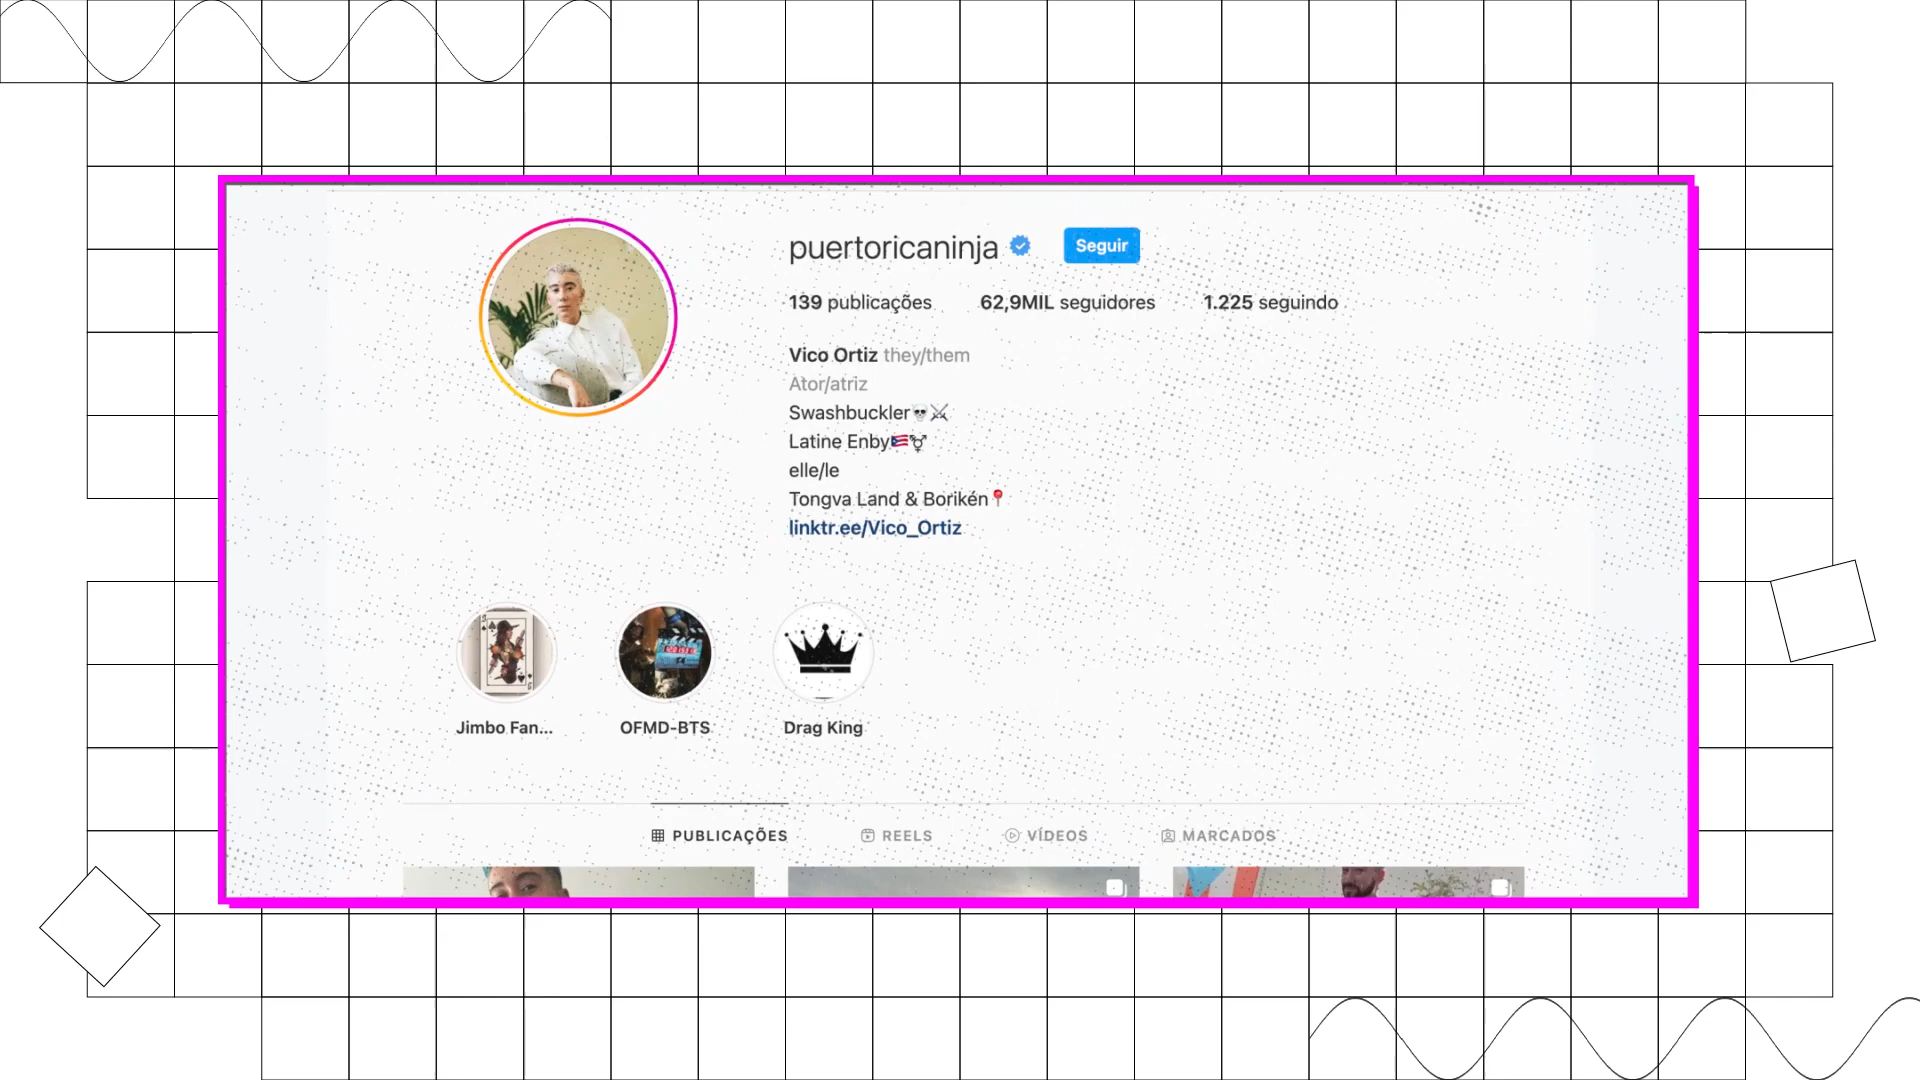 puertoricaninja
Seguir
139 publicações 62,9MIL seguidores 1.225 seguindo
Vico Ortiz they/them
Ator/atriz
Swashbuckler💀⚔
Latine Enby🇵🇷⚧
elle/le
Tongva Land & Borikén📍
linktr.ee/Vico_Ortiz
Jimbo Fan... OFMD-BTS Drag King
PUBLICAÇÕES REELS VÍDEOS MARCADOS